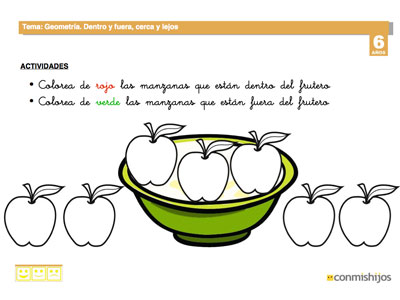 Tema: Geometría. Dentro y fuera, cerca y lejos
6
AÑOS
ACTIVIDADES
• Colorea de rojo las manzanas que están dentro del frutero
• Colorea de verde las manzanas que están fuera del frutero
conmishijos